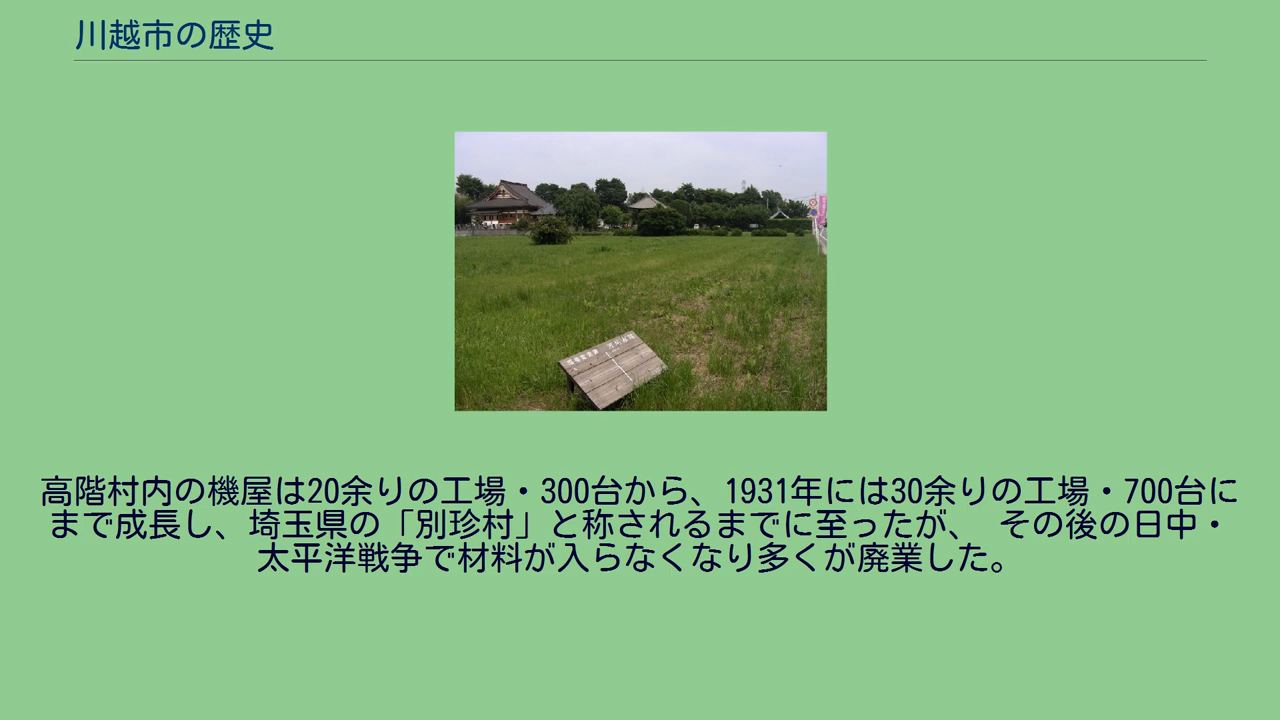 川越市の歴史
高階村内の機屋は20余りの工場・300台から、1931年には30余りの工場・700台に
まで成長し、埼玉県の「別珍村」と称されるまでに至ったが、 その後の日中・
太平洋戦争で材料が入らなくなり多くが廃業した。